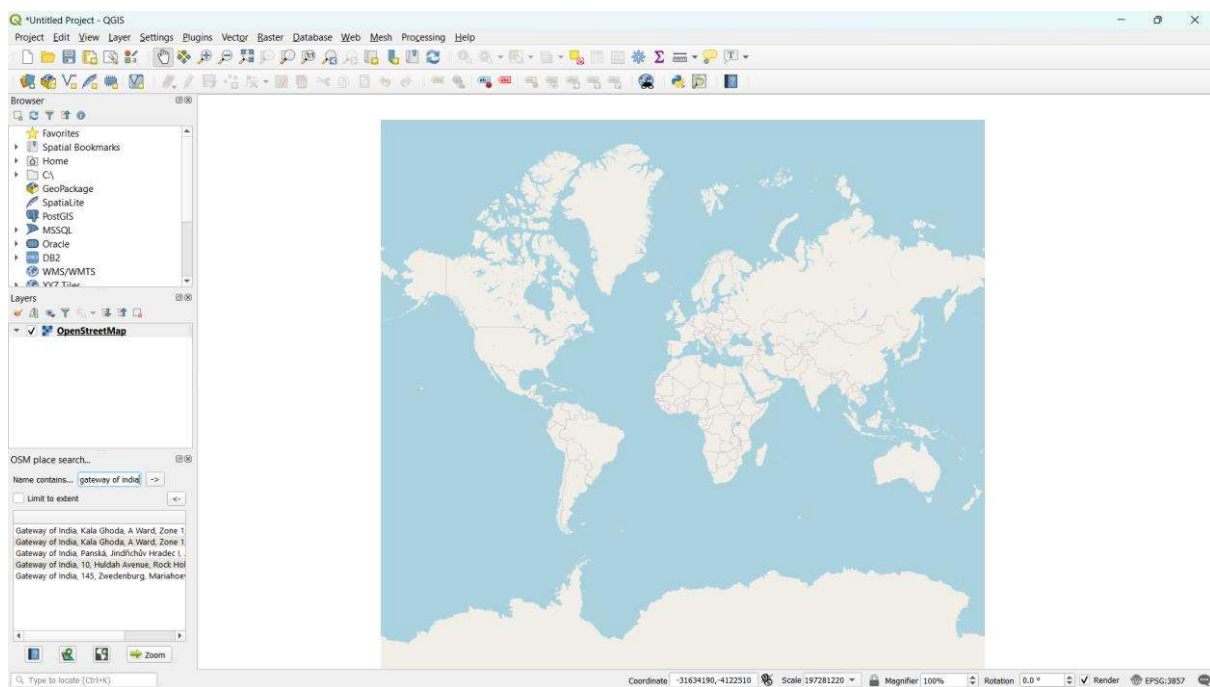 *Untitled Project - QGIS
Project Edit View Layer Settings Plugins Vector Raster Database Web Mesh Processing Help
Browser
Favorites
Spatial Bookmarks
Home
C:\
GeoPackage
SpatiaLite
PostGIS
MSSQL
Oracle
DB2
WMS/WMTS
XYZ Tiles
Layers
OpenStreetMap
OSM place search...
Name contains... gateway of india ->
Limit to extent <-
Gateway of India, Kala Ghoda, A Ward, Zone 1,
Gateway of India, Kala Ghoda, A Ward, Zone 1,
Gateway of India, Panská, Jindřichův Hradec I,
Gateway of India, 10, Huldah Avenue, Rock Hol
Gateway of India, 145, Zwedenburg, Mariahoev
Zoom
Type to locate (Ctrl+K) Coordinate -31634190,-4122510 Scale 197281220 Magnifier 100% Rotation 0.0 ° Render EPSG:3857